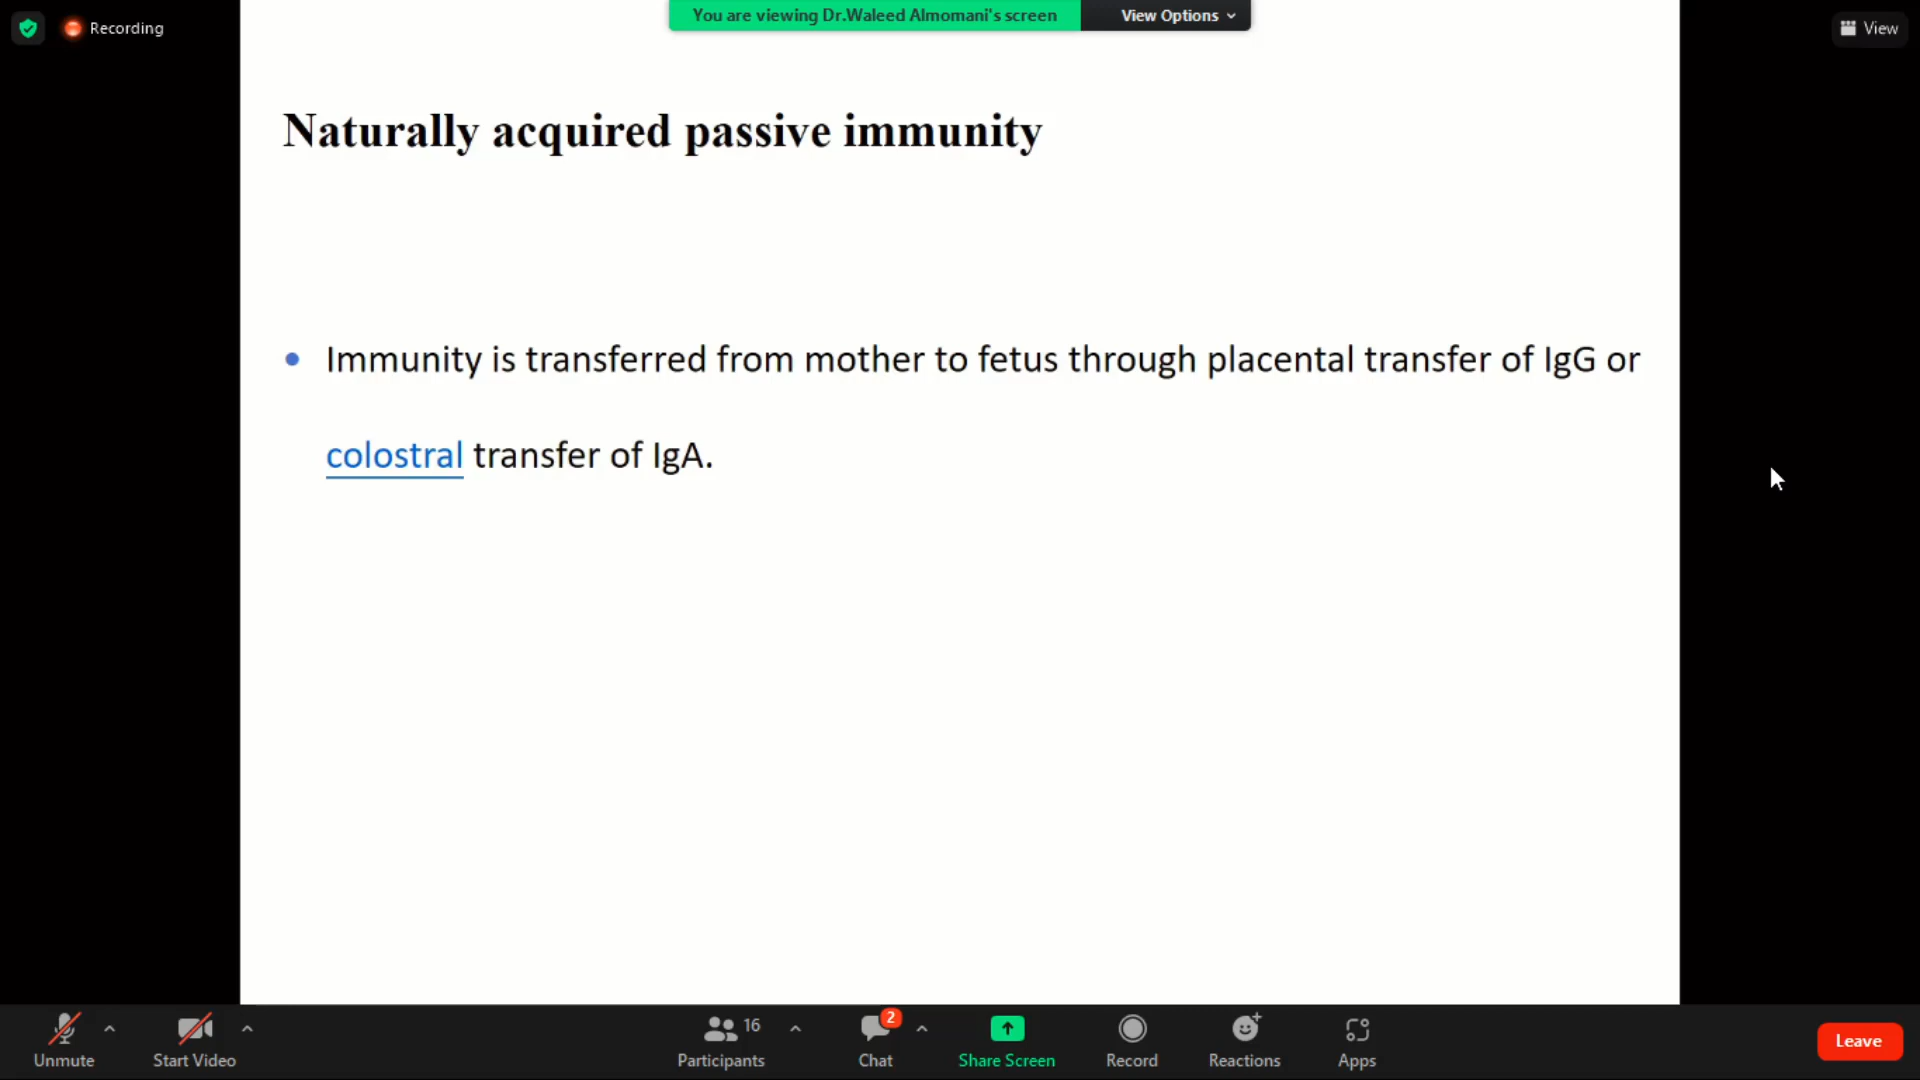 Recording
You are viewing Dr.Waleed Almomani's screen
View Options
View
Naturally acquired passive immunity
Immunity is transferred from mother to fetus through placental transfer of IgG or
colostral transfer of IgA.
16
2
Unmute
Start Video
Participants
Chat
Share Screen
Record
Reactions
Apps
Leave